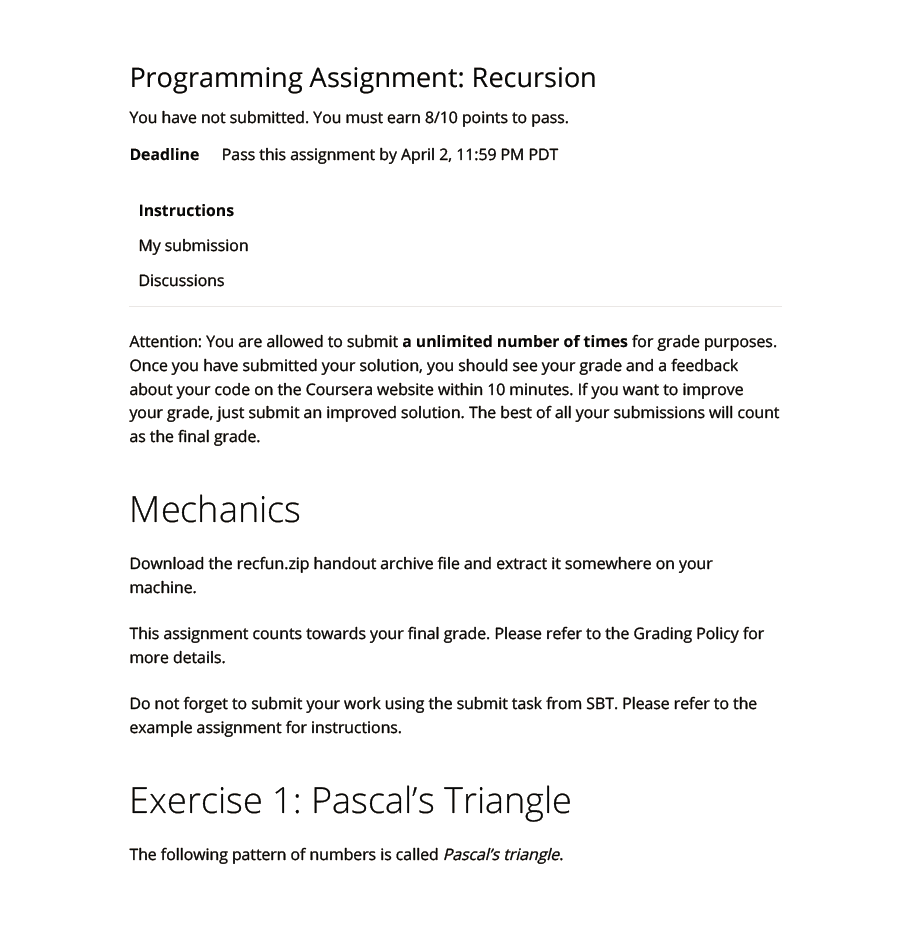 Programming Assignment: Recursion
You have not submitted. You must earn 8/10 points to pass.
Deadline Pass this assignment by April 2, 11:59 PM PDT
Instructions
My submission
Discussions
Attention: You are allowed to submit a unlimited number of times for grade purposes.
Once you have submitted your solution, you should see your grade and a feedback
about your code on the Coursera website within 10 minutes. If you want to improve
your grade, just submit an improved solution. The best of all your submissions will count
as the final grade.
Mechanics
Download the recfun.zip handout archive file and extract it somewhere on your
machine.
This assignment counts towards your final grade. Please refer to the Grading Policy for
more details.
Do not forget to submit your work using the submit task from SBT. Please refer to the
example assignment for instructions.
Exercise 1: Pascal’s Triangle
The following pattern of numbers is called Pascal’s triangle.